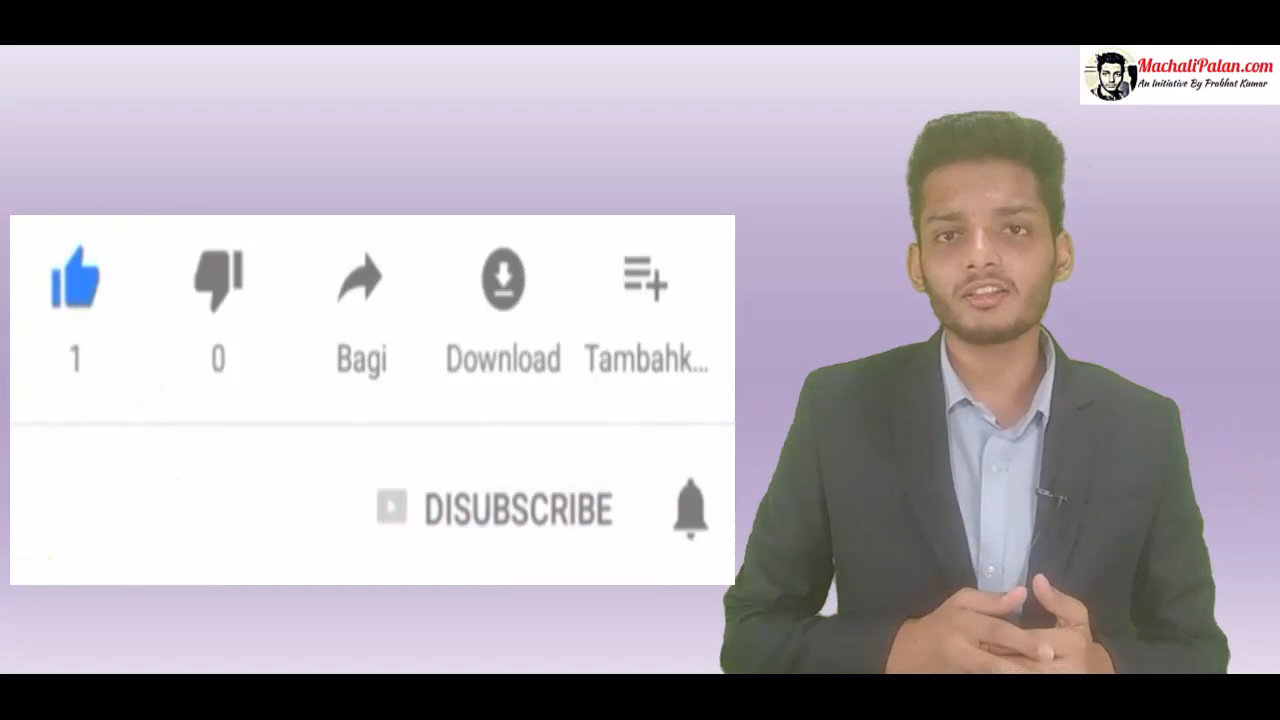 MachaliPalan.com
An Initiative By Prabhat Kumar
1
0
Bagi
Download
Tambahk...
DISUBSCRIBE